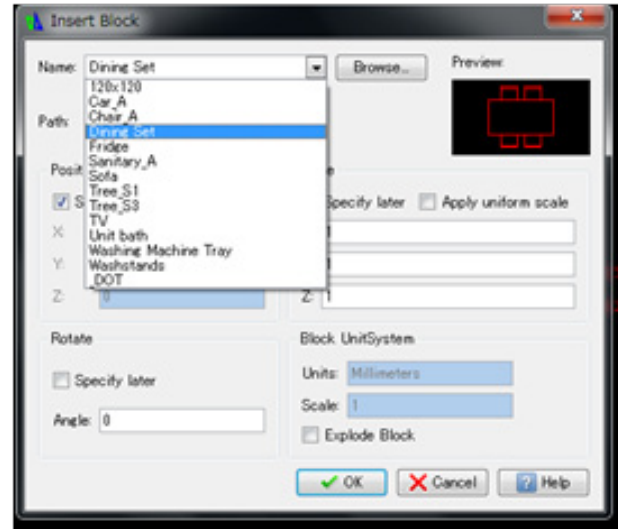 Insert Block
Name: Dining Set Browse... Preview:
120x120
Car_A
Chair_A
Dining Set
Fridge
Sanitary_A
Sofa
Tree_S1
Tree_S3
TV
Unit bath
Washing Machine Tray
Washstands
_DOT
Path:
Posit
S
Specify later Apply uniform scale
X: 1
Y: 1
Z: 0 Z: 1
Rotate Block UnitSystem
Specify later Units: Millimeters
Angle: 0 Scale: 1
Explode Block
OK Cancel Help